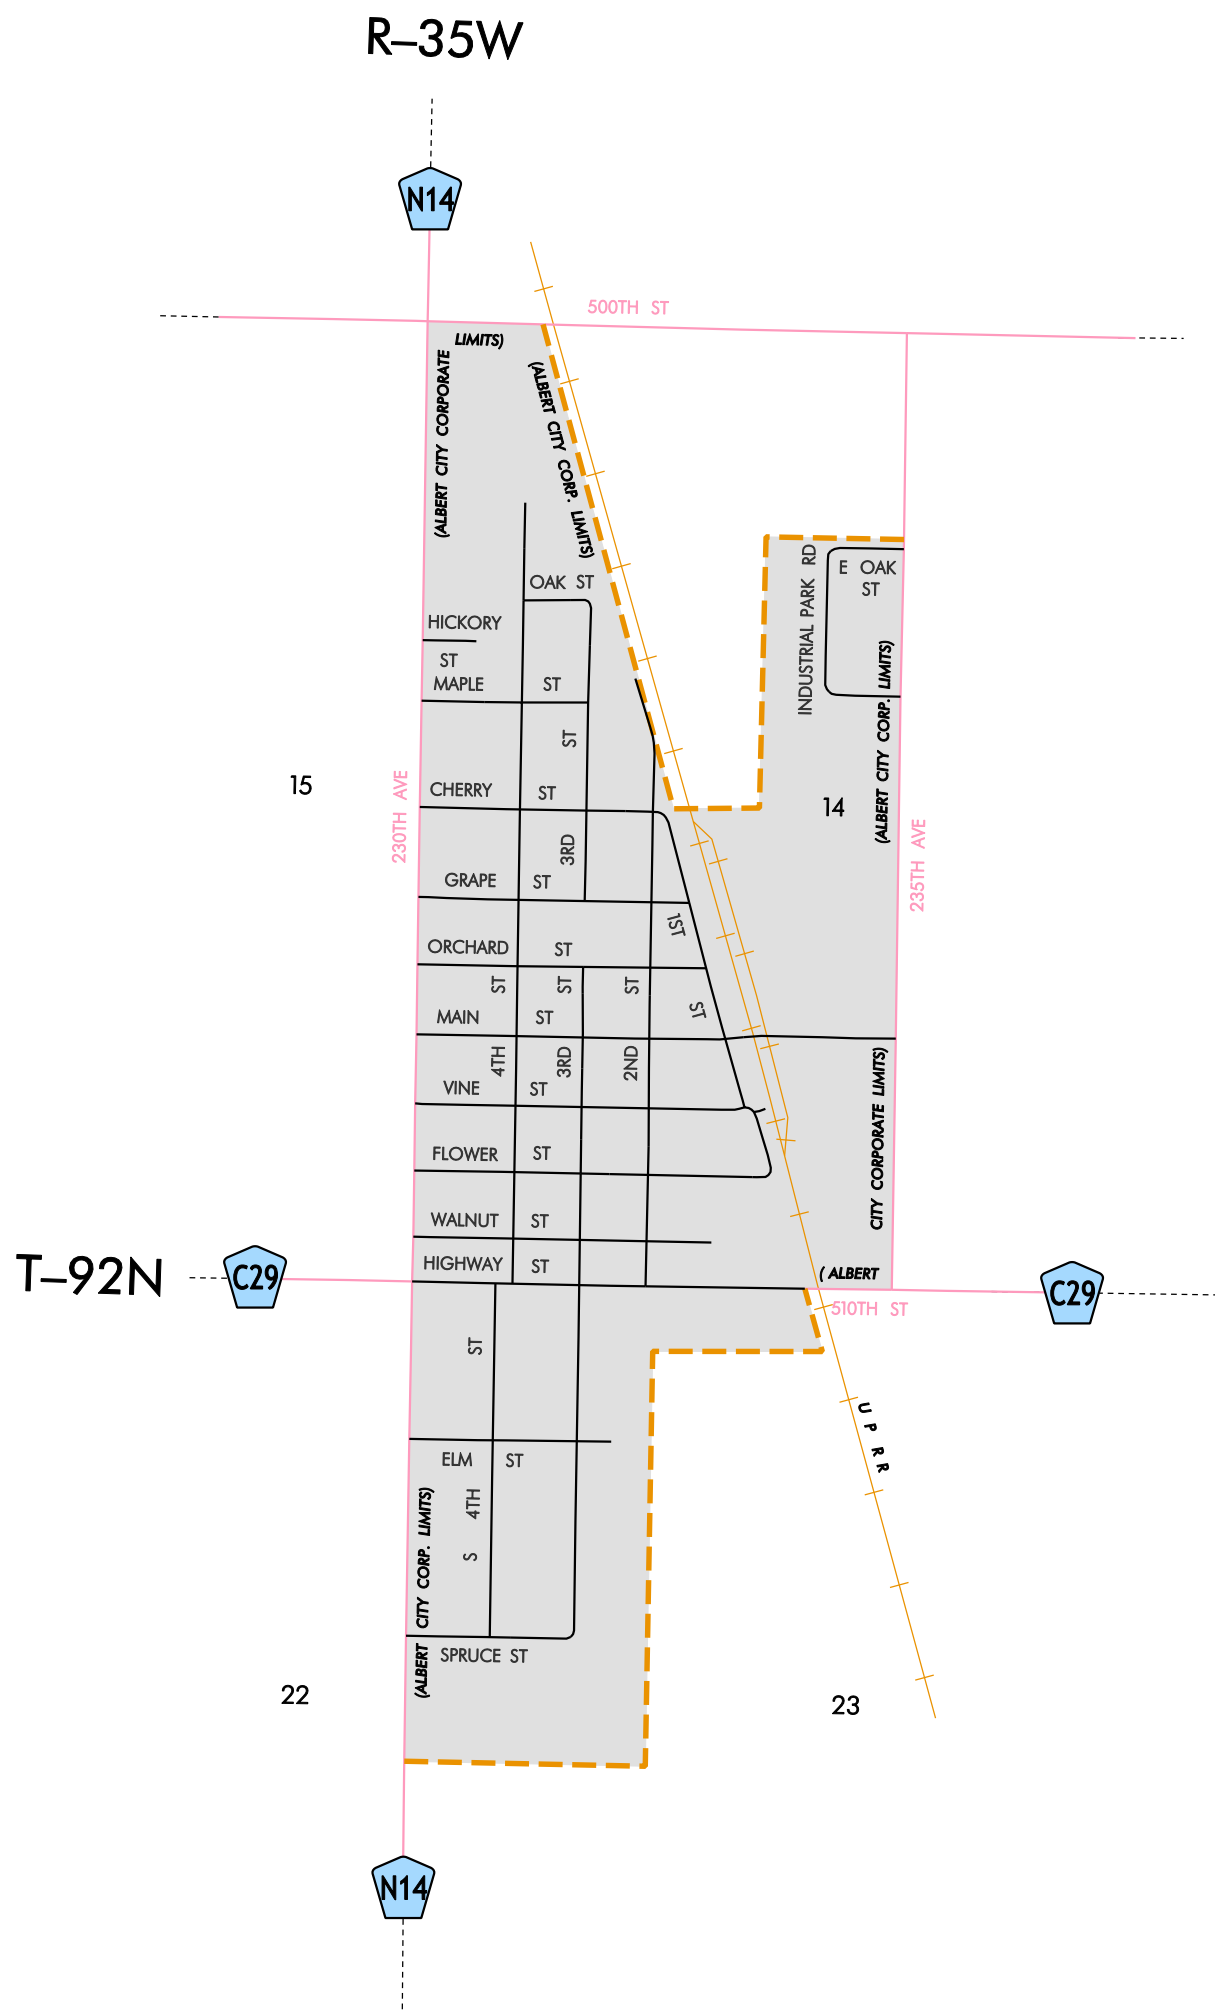 R–35W
N14
500TH ST
LIMITS)
(ALBERT CITY CORPORATE
(ALBERT CITY CORP. LIMITS)
OAK ST
E OAK
ST
INDUSTRIAL PARK RD
HICKORY
ST
MAPLE ST
(ALBERT CITY CORP. LIMITS)
ST
15
230TH AVE
CHERRY ST
14
3RD
235TH AVE
GRAPE ST
1ST
ORCHARD ST
ST
ST
ST
ST
MAIN ST
4TH
3RD
2ND
VINE ST
CITY CORPORATE LIMITS)
FLOWER ST
WALNUT ST
HIGHWAY ST
(ALBERT
T–92N
C29
C29
510TH ST
ST
U P R R
ELM ST
4TH
S
(ALBERT CITY CORP. LIMITS)
SPRUCE ST
22
23
N14